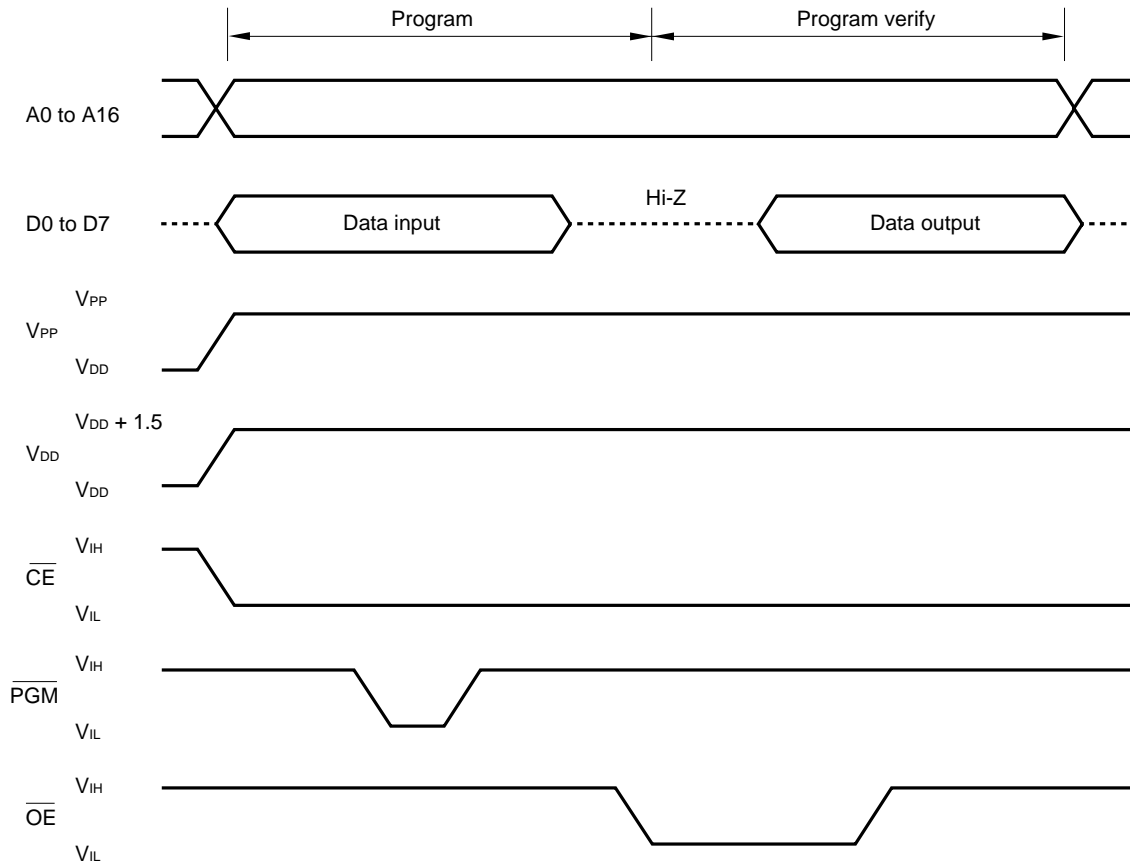 Program
Program verify
A0 to A16
Hi-Z
D0 to D7
Data input
Data output
VPP
VPP
VDD
VDD + 1.5
VDD
VDD
VIH
CE
VIL
VIH
PGM
VIL
VIH
OE
VIL